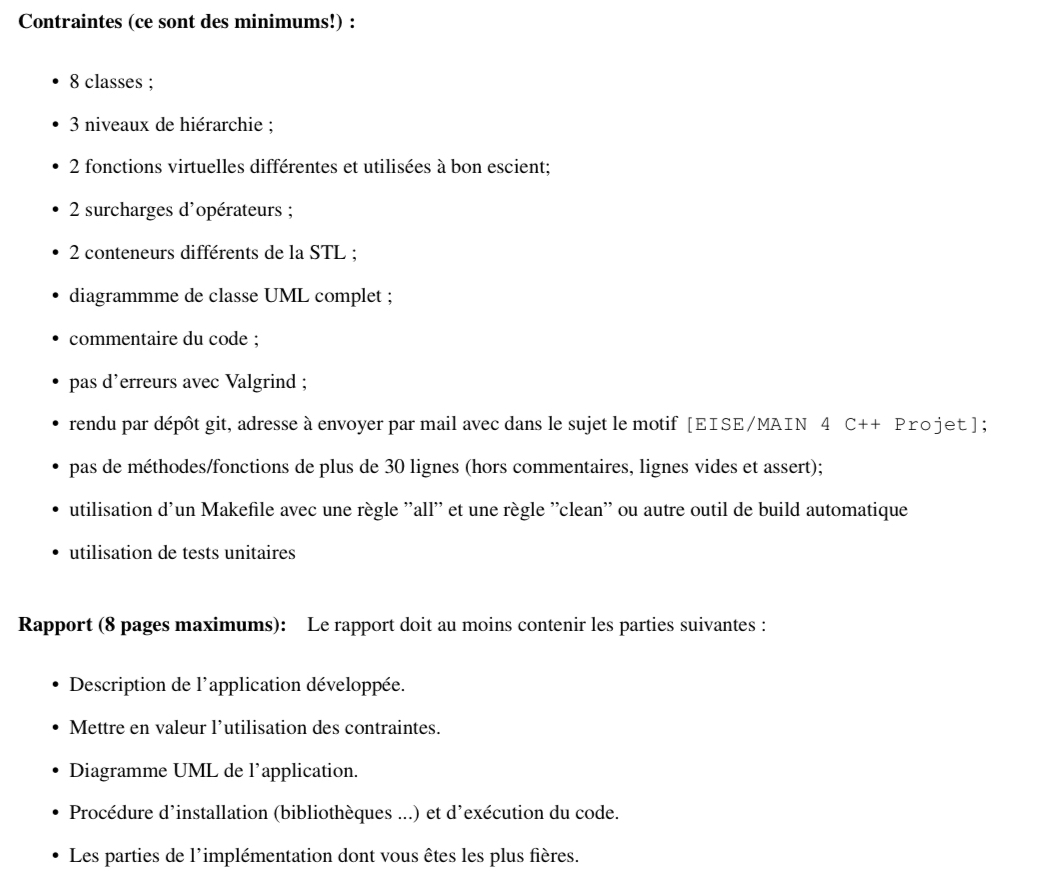 Contraintes (ce sont des minimums!) :
• 8 classes ;
• 3 niveaux de hiérarchie ;
• 2 fonctions virtuelles différentes et utilisées à bon escient;
• 2 surcharges d'opérateurs ;
• 2 conteneurs différents de la STL ;
• diagrammme de classe UML complet ;
• commentaire du code ;
• pas d'erreurs avec Valgrind ;
• rendu par dépôt git, adresse à envoyer par mail avec dans le sujet le motif [EISE/MAIN 4 C++ Projet];
• pas de méthodes/fonctions de plus de 30 lignes (hors commentaires, lignes vides et assert);
• utilisation d'un Makefile avec une règle ”all” et une règle ”clean” ou autre outil de build automatique
• utilisation de tests unitaires
Rapport (8 pages maximums): Le rapport doit au moins contenir les parties suivantes :
• Description de l'application développée.
• Mettre en valeur l'utilisation des contraintes.
• Diagramme UML de l'application.
• Procédure d'installation (bibliothèques ...) et d'exécution du code.
• Les parties de l'implémentation dont vous êtes les plus fières.